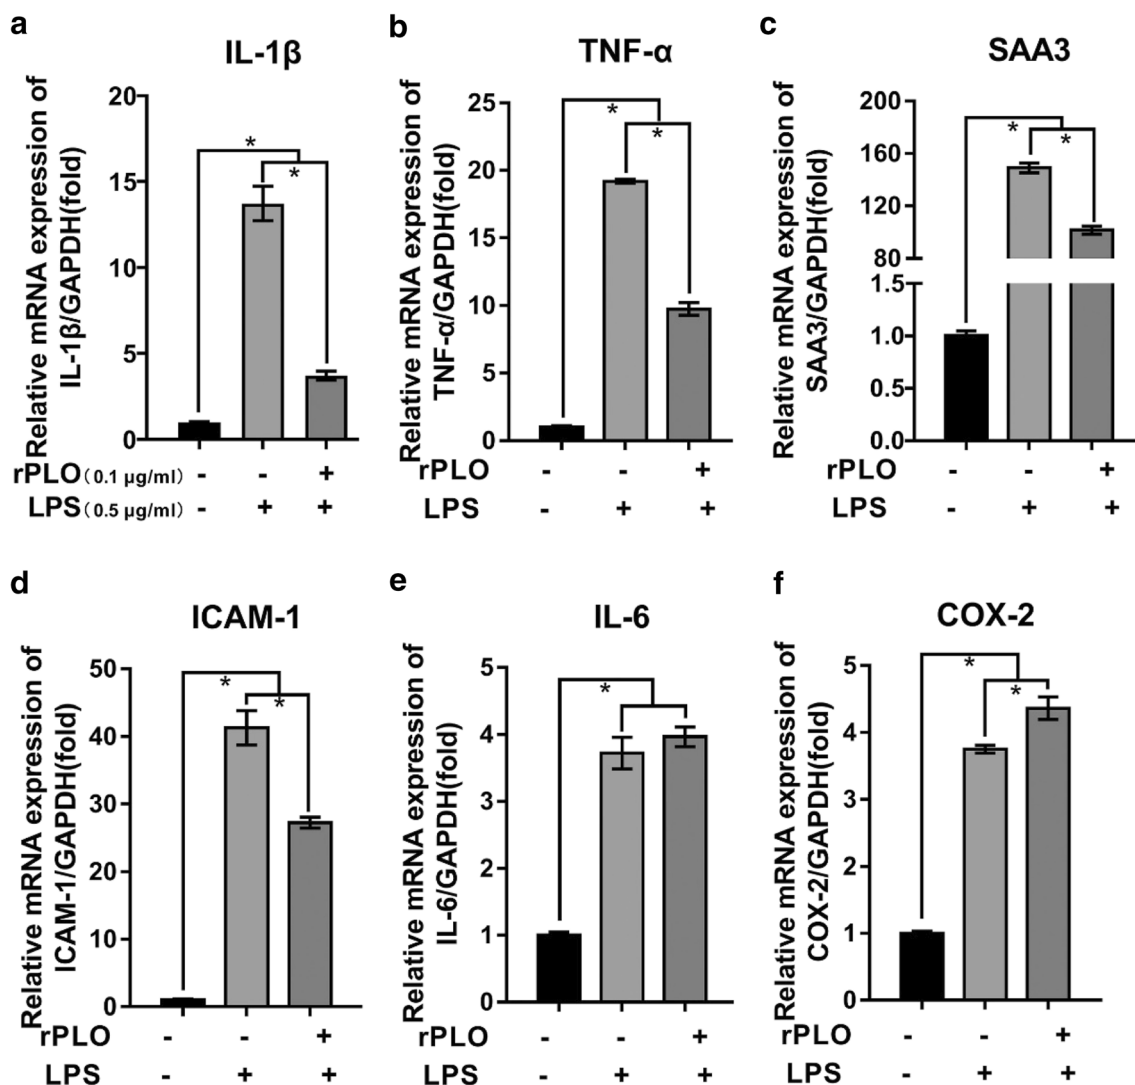 a
IL-1β
Relative mRNA expression of
IL-1β/GAPDH(fold)
20
15
10
5
0
*
*
rPLO(0.1 μg/ml) - - +
LPS(0.5 μg/ml) - + +
b
TNF-α
Relative mRNA expression of
TNF-α/GAPDH(fold)
25
20
15
10
5
0
*
*
rPLO - - +
LPS - + +
c
SAA3
Relative mRNA expression of
SAA3/GAPDH(fold)
200
160
120
80
1.5
1.0
0.5
0.0
*
*
rPLO - - +
LPS - + +
d
ICAM-1
Relative mRNA expression of
ICAM-1/GAPDH(fold)
50
40
30
20
10
0
*
*
rPLO - - +
LPS - + +
e
IL-6
Relative mRNA expression of
IL-6/GAPDH(fold)
5
4
3
2
1
0
*
rPLO - - +
LPS - + +
f
COX-2
Relative mRNA expression of
COX-2/GAPDH(fold)
5
4
3
2
1
0
*
*
rPLO - - +
LPS - + +